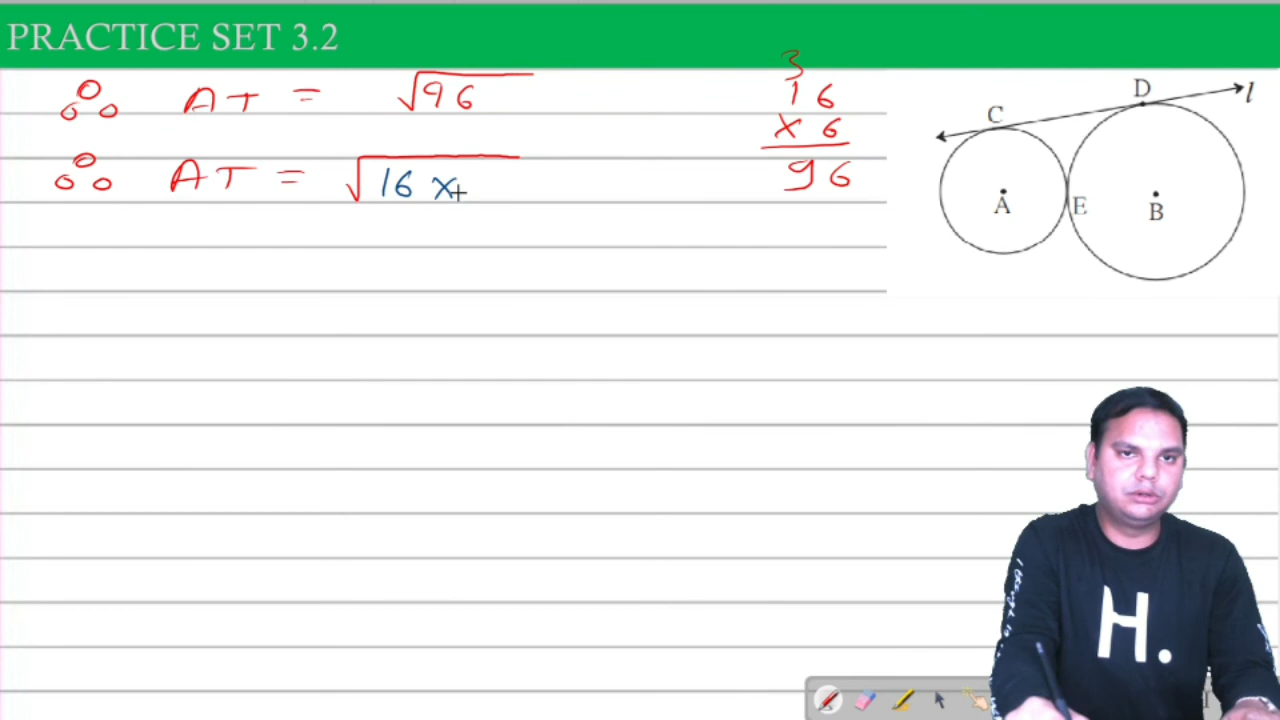 PRACTICE SET 3.2
∴ AT = √96
∴ AT = √16 ×
3
16
× 6
96
C
D
l
A
E
B
H.